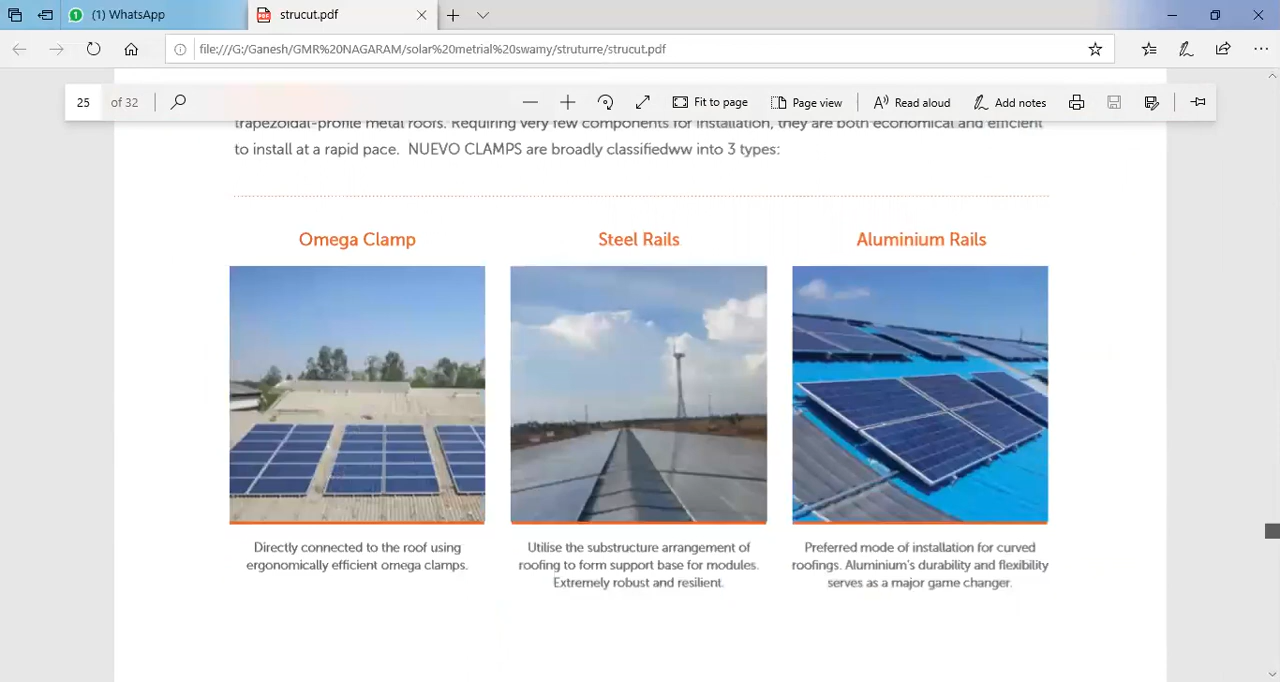 (1) WhatsApp
strucut.pdf
file:///G:/Ganesh/GMR%20NAGARAM/solar%20metrial%20swamy/struturre/strucut.pdf
25 of 32
Fit to page
Page view
Read aloud
Add notes
trapezoidal-profile metal roofs. Requiring very few components for installation, they are both economical and efficient
to install at a rapid pace. NUEVO CLAMPS are broadly classifiedww into 3 types:
Omega Clamp
Directly connected to the roof using
ergonomically efficient omega clamps.
Steel Rails
Utilise the substructure arrangement of
roofing to form support base for modules.
Extremely robust and resilient.
Aluminium Rails
Preferred mode of installation for curved
roofings. Aluminium's durability and flexibility
serves as a major game changer.